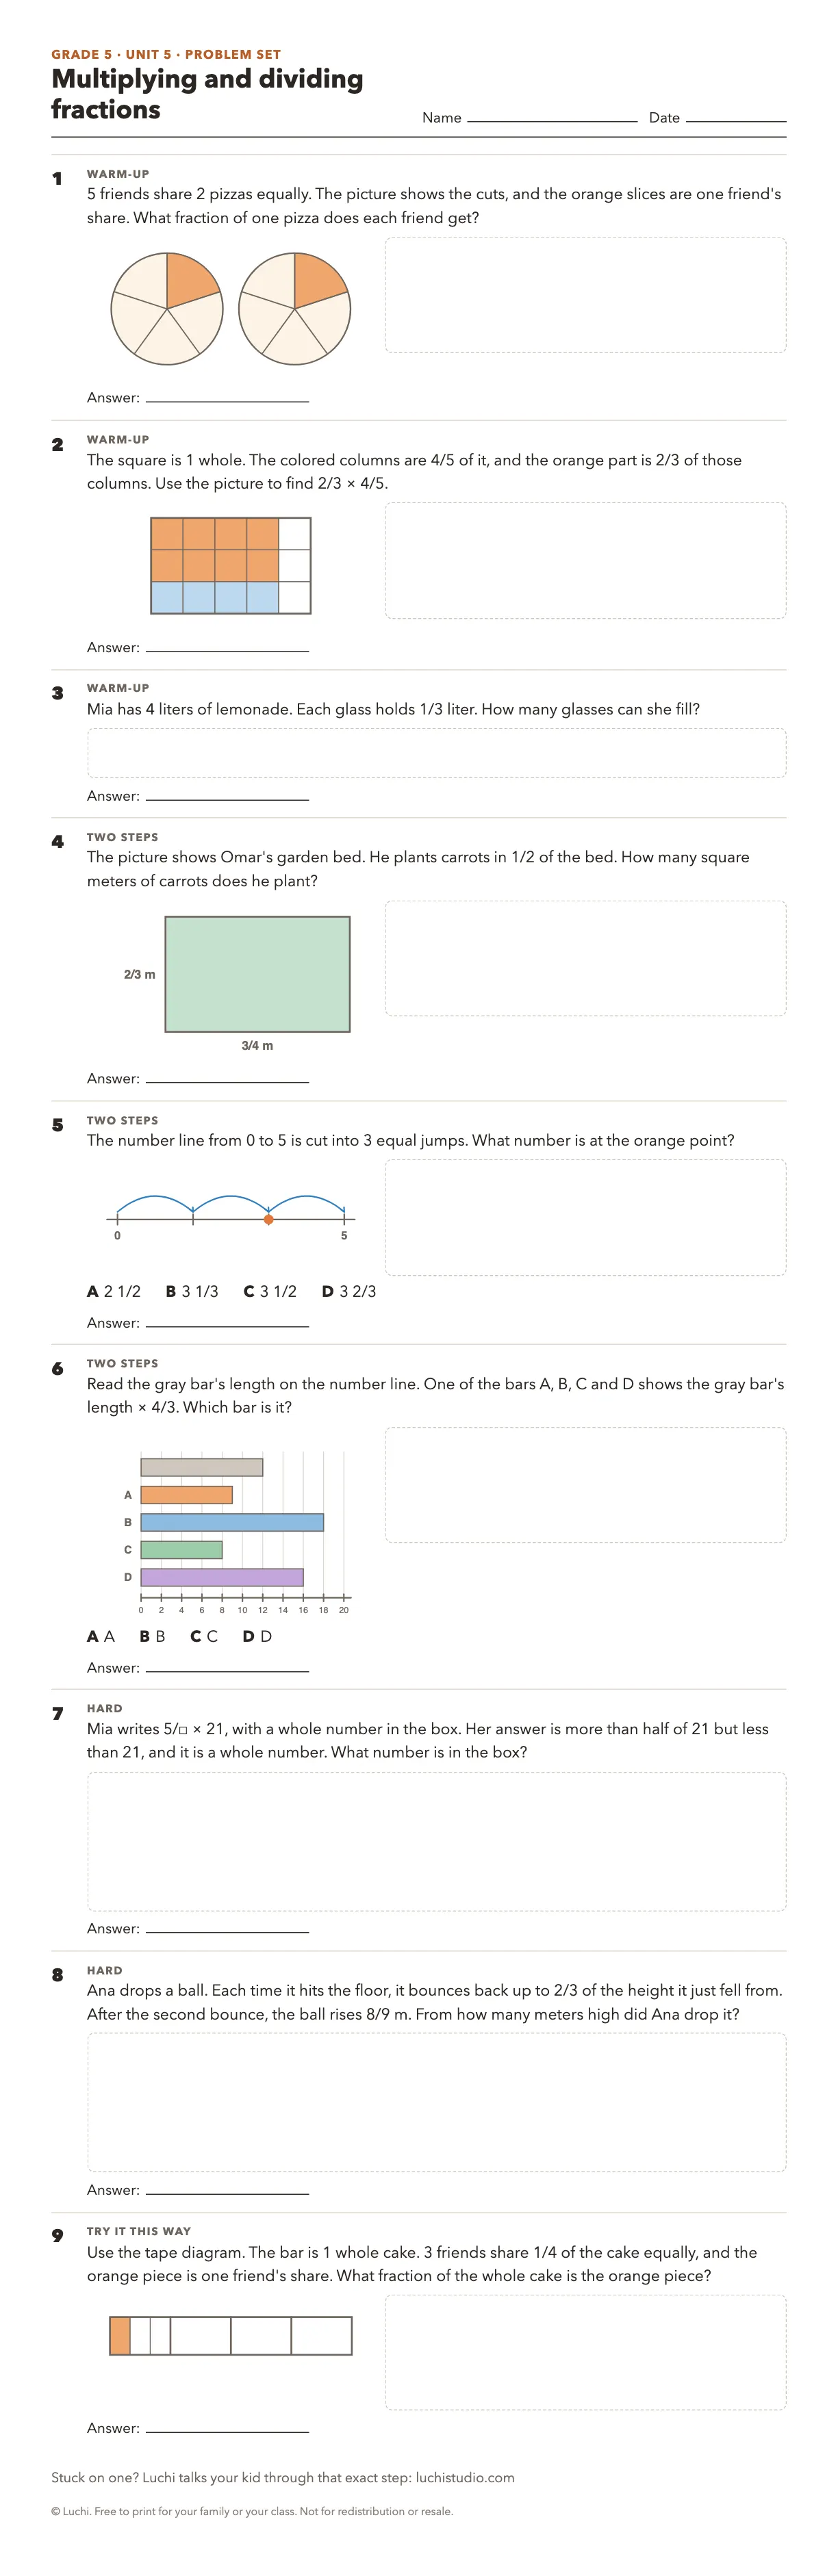 GRADE 5 · UNIT 5 · PROBLEM SET
Multiplying and dividing
fractions
Name Date
1
WARM-UP
5 friends share 2 pizzas equally. The picture shows the cuts, and the orange slices are one friend's
share. What fraction of one pizza does each friend get?
Answer:
2
WARM-UP
The square is 1 whole. The colored columns are 4/5 of it, and the orange part is 2/3 of those
columns. Use the picture to find 2/3 × 4/5.
Answer:
3
WARM-UP
Mia has 4 liters of lemonade. Each glass holds 1/3 liter. How many glasses can she fill?
Answer:
4
TWO STEPS
The picture shows Omar's garden bed. He plants carrots in 1/2 of the bed. How many square
meters of carrots does he plant?
2/3 m
3/4 m
Answer:
5
TWO STEPS
The number line from 0 to 5 is cut into 3 equal jumps. What number is at the orange point?
0 5
A 2 1/2 B 3 1/3 C 3 1/2 D 3 2/3
Answer:
6
TWO STEPS
Read the gray bar's length on the number line. One of the bars A, B, C and D shows the gray bar's
length × 4/3. Which bar is it?
A
B
C
D
0 2 4 6 8 10 12 14 16 18 20
A A B B C C D D
Answer:
7
HARD
Mia writes 5/□ × 21, with a whole number in the box. Her answer is more than half of 21 but less
than 21, and it is a whole number. What number is in the box?
Answer:
8
HARD
Ana drops a ball. Each time it hits the floor, it bounces back up to 2/3 of the height it just fell from.
After the second bounce, the ball rises 8/9 m. From how many meters high did Ana drop it?
Answer:
9
TRY IT THIS WAY
Use the tape diagram. The bar is 1 whole cake. 3 friends share 1/4 of the cake equally, and the
orange piece is one friend's share. What fraction of the whole cake is the orange piece?
Answer:
Stuck on one? Luchi talks your kid through that exact step: luchistudio.com
© Luchi. Free to print for your family or your class. Not for redistribution or resale.